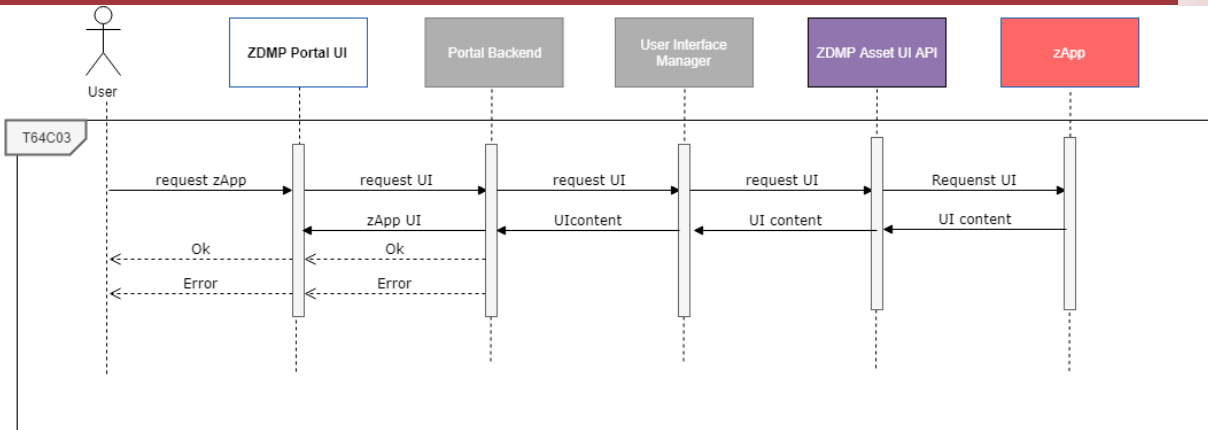 ZDMP Portal UI
Portal Backend
User Interface
Manager
ZDMP Asset UI API
zApp
User
T64C03
request zApp
request UI
request UI
request UI
Requenst UI
zApp UI
UIcontent
UI content
UI content
Ok
Ok
Error
Error